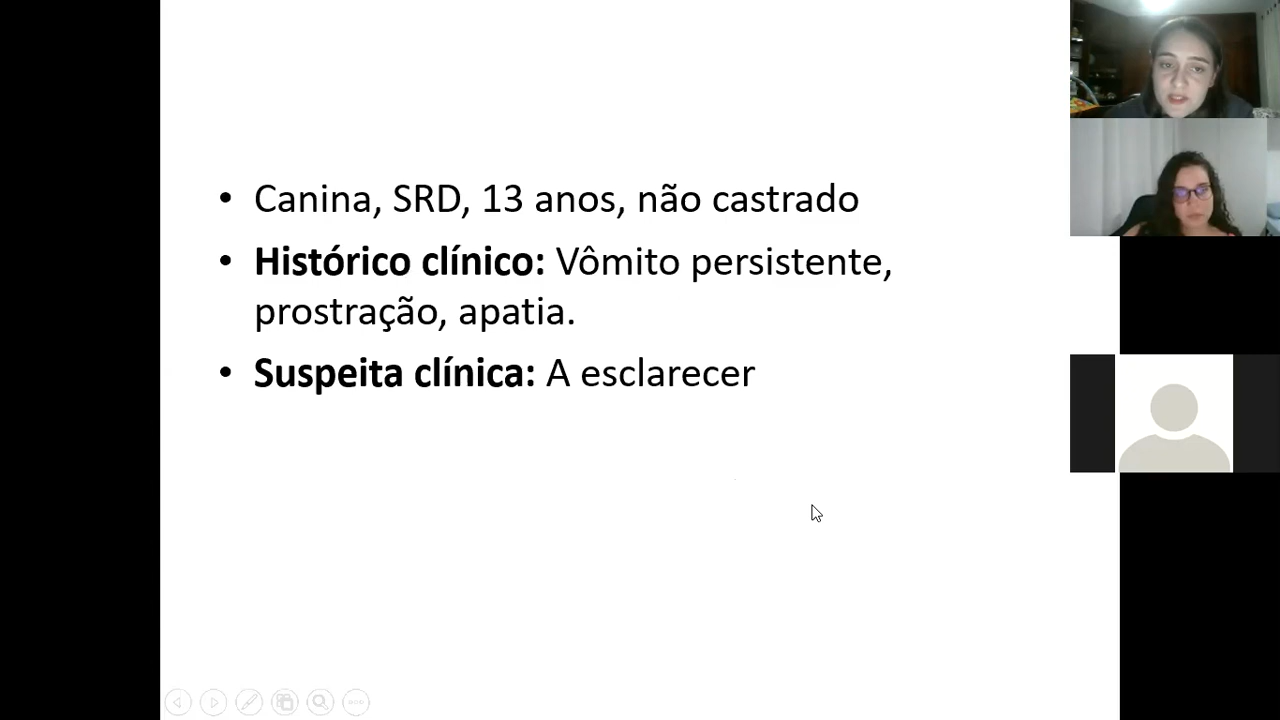 • Canina, SRD, 13 anos, não castrado
• Histórico clínico: Vômito persistente,
prostração, apatia.
• Suspeita clínica: A esclarecer